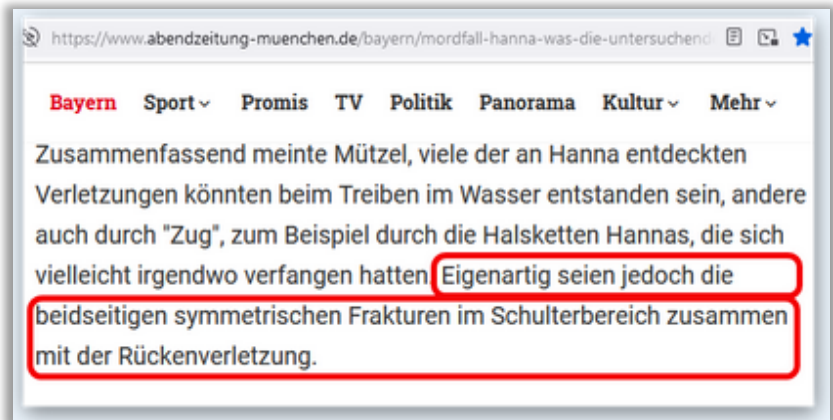 https://www.abendzeitung-muenchen.de/bayern/mordfall-hanna-was-die-untersuchend
Bayern Sport Promis TV Politik Panorama Kultur Mehr
Zusammenfassend meinte Mützel, viele der an Hanna entdeckten
Verletzungen könnten beim Treiben im Wasser entstanden sein, andere
auch durch "Zug", zum Beispiel durch die Halsketten Hannas, die sich
vielleicht irgendwo verfangen hatten. Eigenartig seien jedoch die
beidseitigen symmetrischen Frakturen im Schulterbereich zusammen
mit der Rückenverletzung.